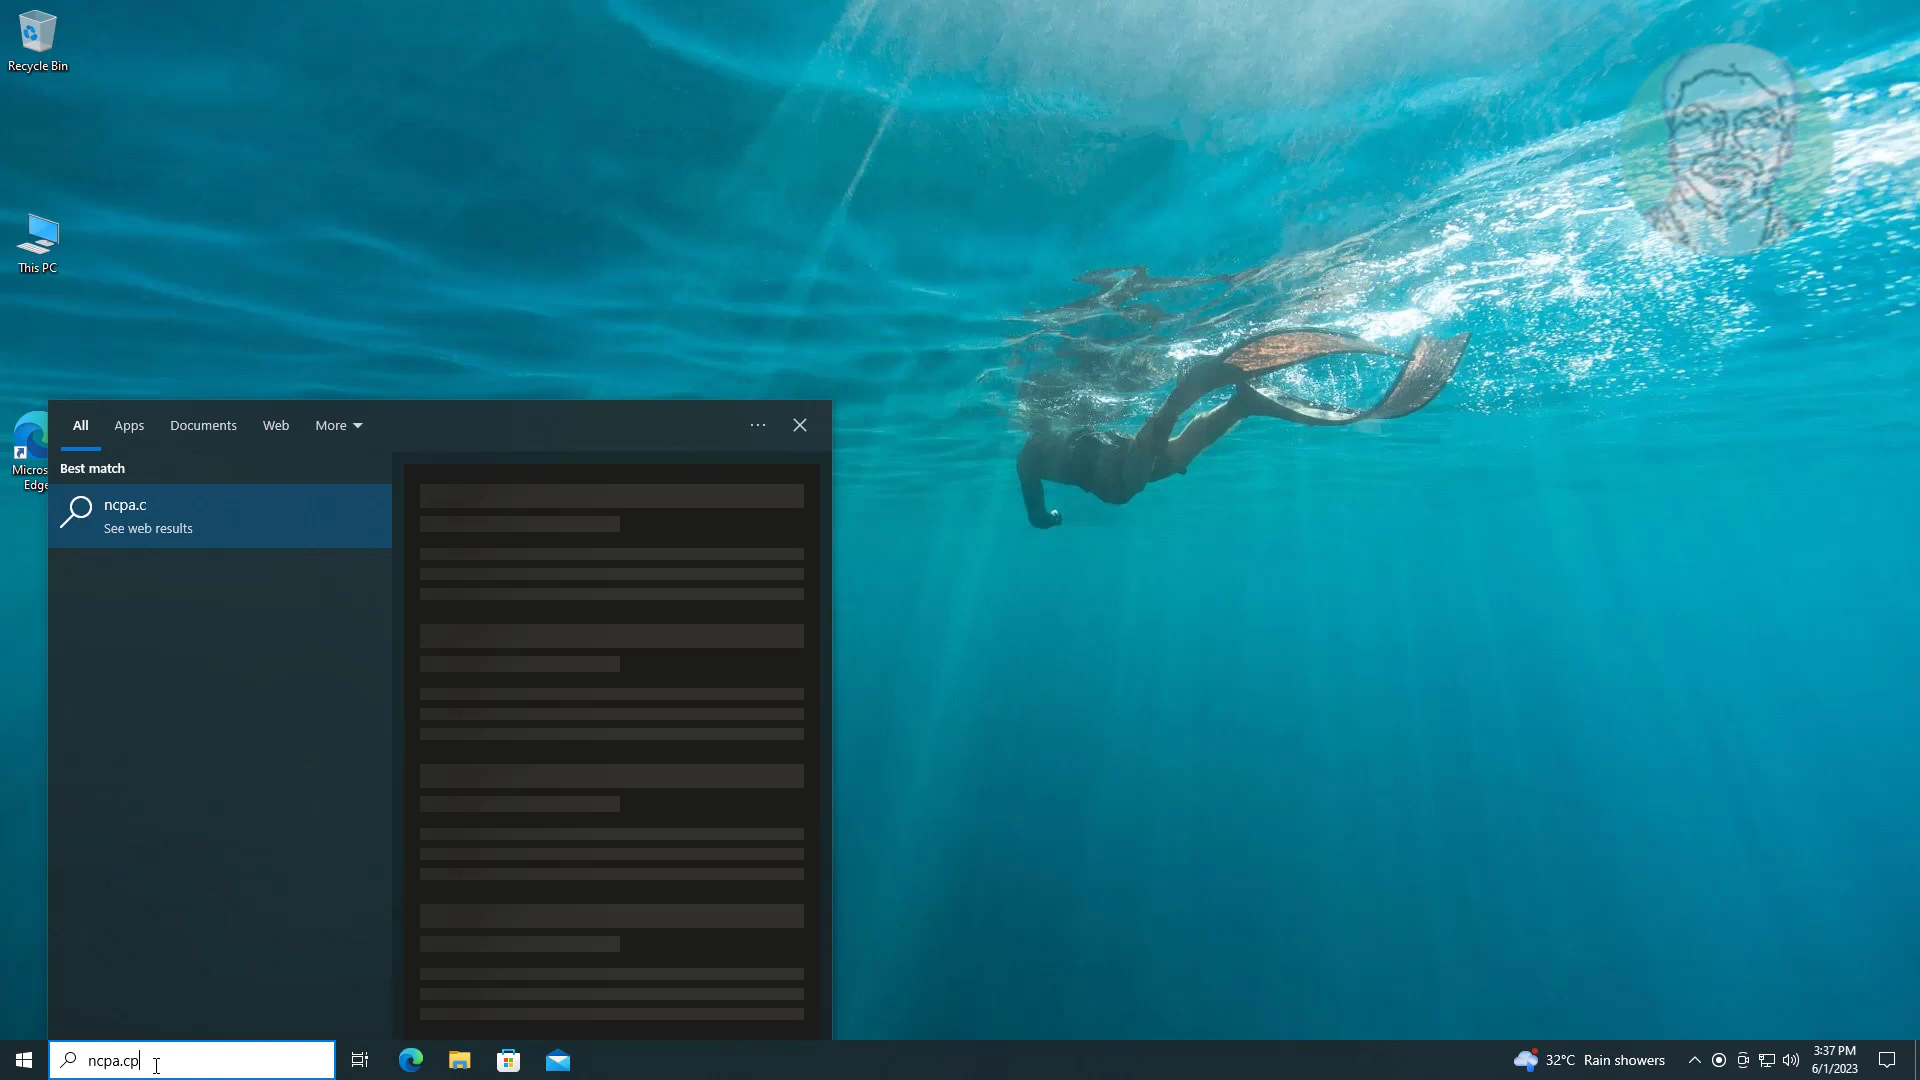 Recycle Bin
This PC
Micros
Edge
All
Apps
Documents
Web
More
Best match
ncpa.c
See web results
ncpa.cp
32°C Rain showers
3:37 PM
6/1/2023